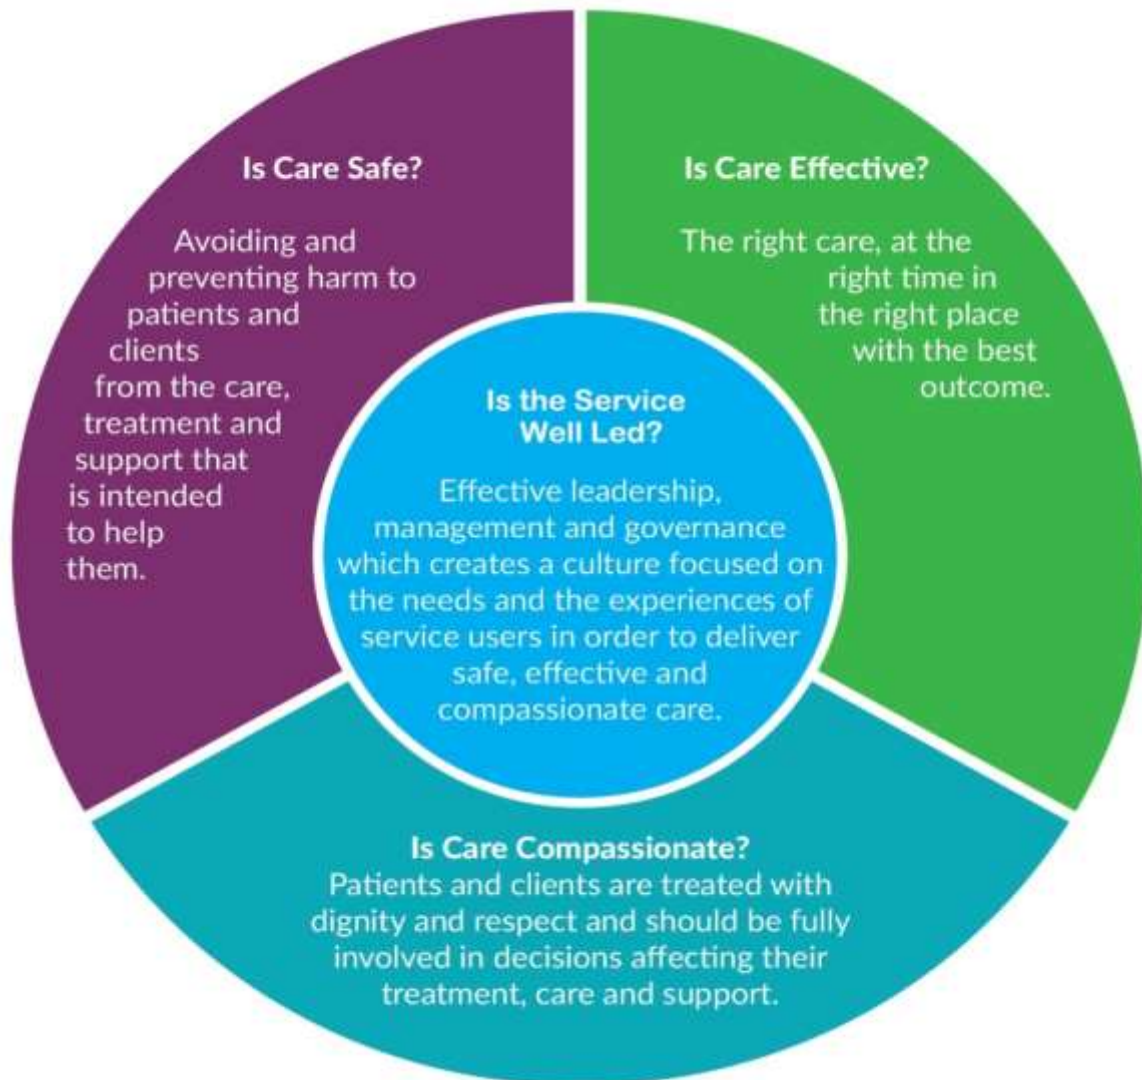 Is Care Safe?
Avoiding and
preventing harm to
patients and
clients
from the care,
treatment and
support that
is intended
to help
them.
Is Care Effective?
The right care, at the
right time in
the right place
with the best
outcome.
Is the Service
Well Led?
Effective leadership,
management and governance
which creates a culture focused on
the needs and the experiences of
service users in order to deliver
safe, effective and
compassionate care.
Is Care Compassionate?
Patients and clients are treated with
dignity and respect and should be fully
involved in decisions affecting their
treatment, care and support.